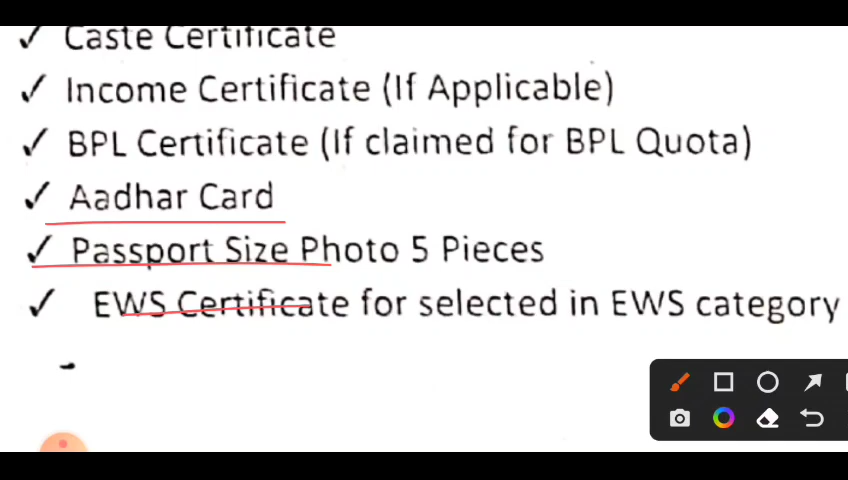 ✓ Caste Certificate
✓ Income Certificate (If Applicable)
✓ BPL Certificate (If claimed for BPL Quota)
✓ Aadhar Card
✓ Passport Size Photo 5 Pieces
✓ EWS Certificate for selected in EWS category
-